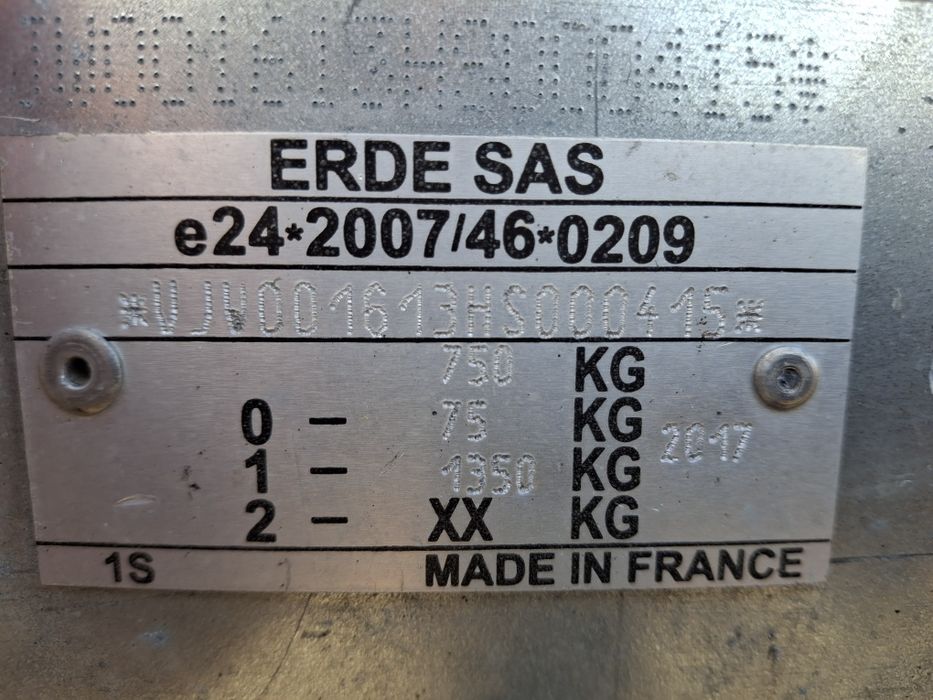 ERDE SAS
e24*2007/46*0209
*VJW001613HS000415*
750 KG
0 - 75 KG
1 - 1350 KG 2017
2 - XX KG
1S MADE IN FRANCE